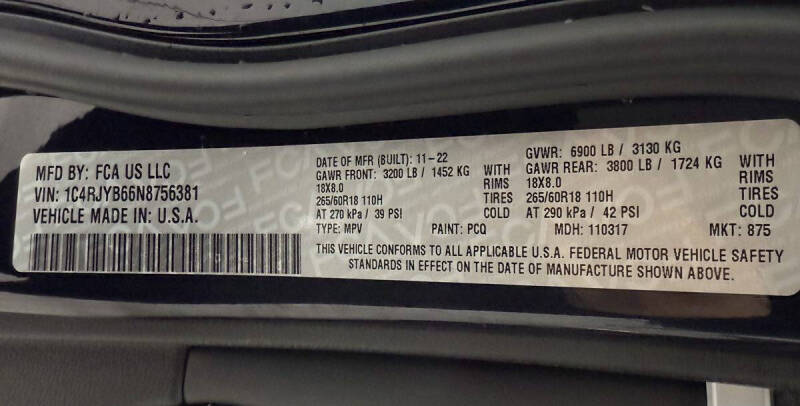 MFD BY: FCA US LLC
VIN: 1C4RJYB66N8756381
VEHICLE MADE IN U.S.A.
DATE OF MFR (BUILT): 11-22 GVWR: 6900 LB / 3130 KG
GAWR FRONT: 3200 LB / 1452 KG WITH GAWR REAR: 3800 LB / 1724 KG WITH
18X8.0 RIMS 18X8.0 RIMS
265/60R18 110H TIRES 265/60R18 110H TIRES
AT 270 kPa / 39 PSI COLD AT 290 kPa / 42 PSI COLD
TYPE: MPV PAINT: PCQ MDH: 110317 MKT: 875
THIS VEHICLE CONFORMS TO ALL APPLICABLE U.S.A. FEDERAL MOTOR VEHICLE SAFETY
STANDARDS IN EFFECT ON THE DATE OF MANUFACTURE SHOWN ABOVE.